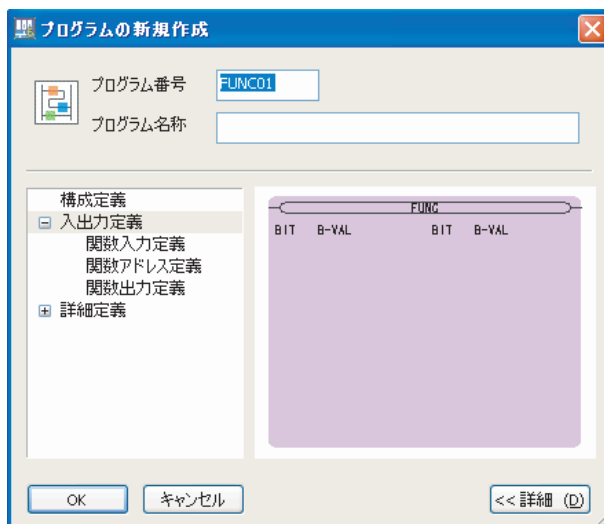 プログラムの新規作成
プログラム番号 FUNC01
プログラム名称
構成定義
入出力定義
関数入力定義
関数アドレス定義
関数出力定義
詳細定義
FUNC
BIT B-VAL BIT B-VAL
OK キャンセル <<詳細 (D)